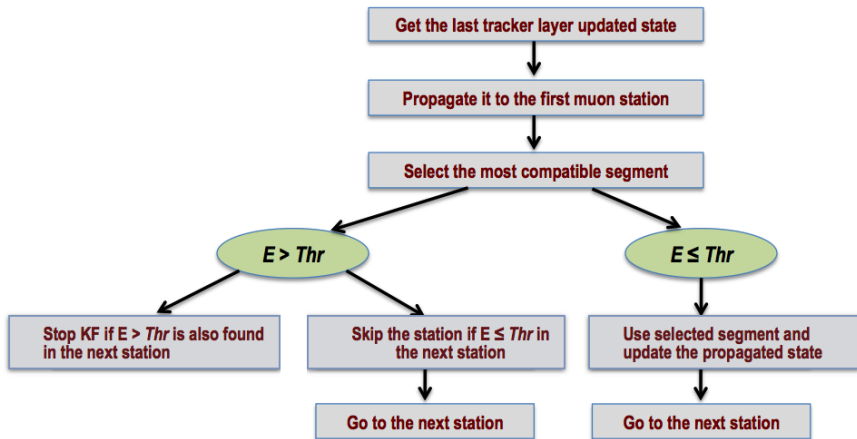 Get the last tracker layer updated state
Propagate it to the first muon station
Select the most compatible segment
E > Thr
E ≤ Thr
Stop KF if E > Thr is also found
in the next station
Skip the station if E ≤ Thr in
the next station
Use selected segment and
update the propagated state
Go to the next station
Go to the next station